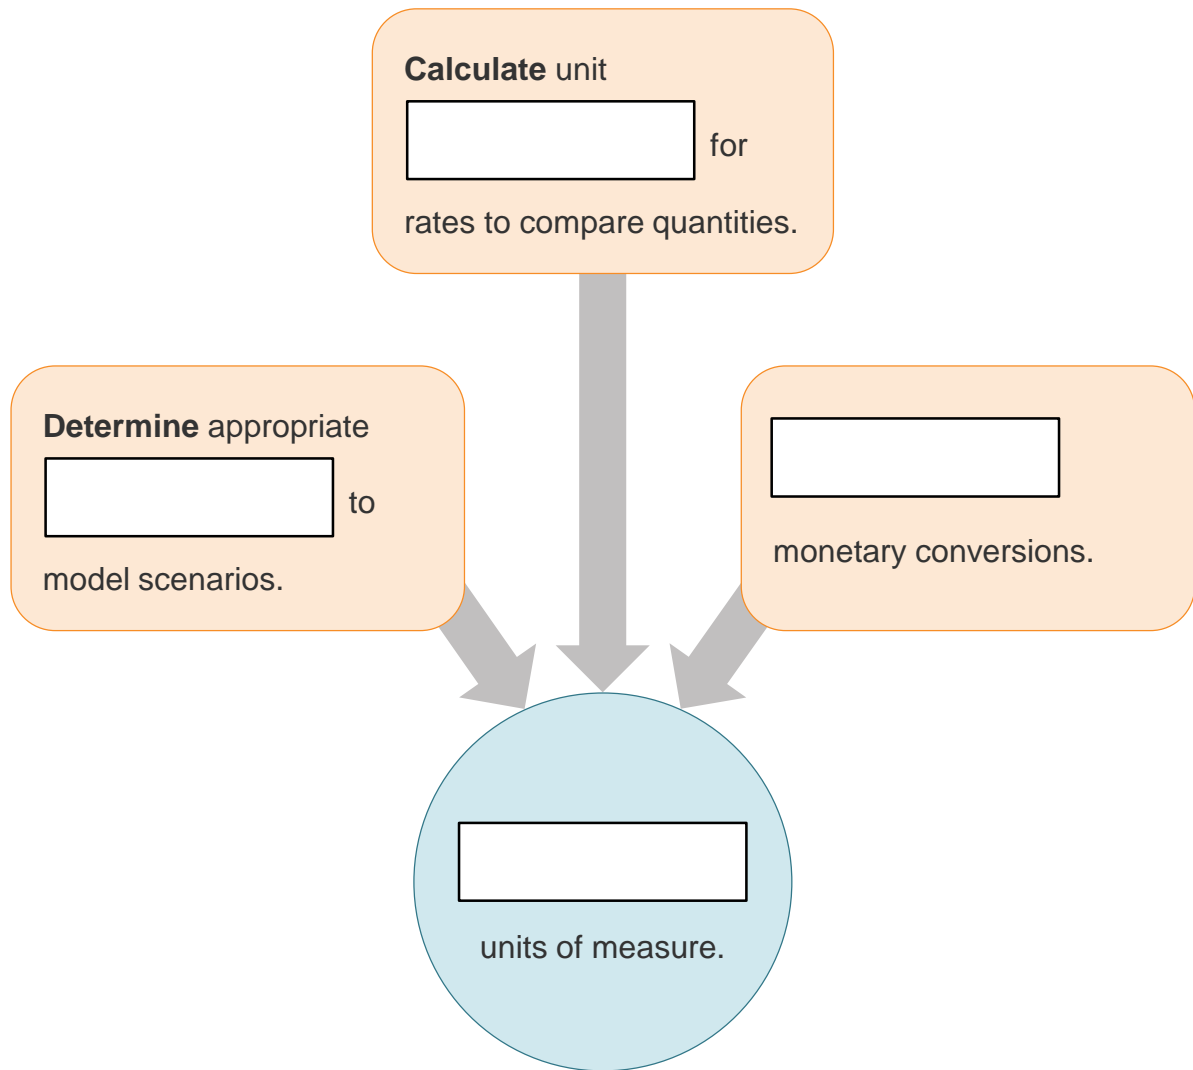 Calculate unit
for
rates to compare quantities.
Determine appropriate
to
model scenarios.
monetary conversions.
units of measure.